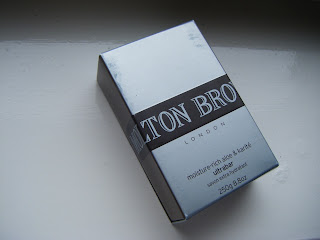 LTON BRO
LONDON
moisture-rich aloe & karité
ultrabar
savon extra-hydratant
250g 8.8oz